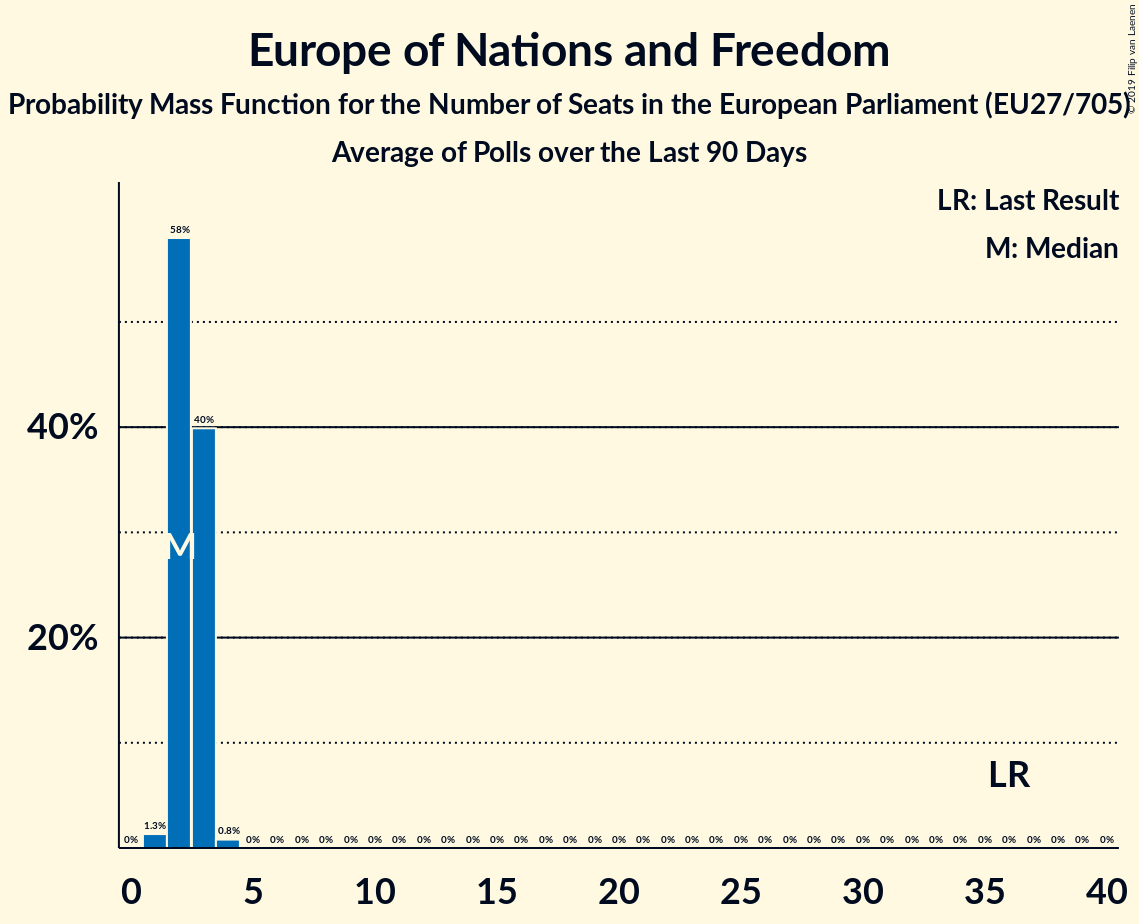 Europe of Nations and Freedom
Probability Mass Function for the Number of Seats in the European Parliament (EU27/705)
Average of Polls over the Last 90 Days
© 2019 Filip van Laenen
LR: Last Result
M: Median
58%
40%
40%
M
20%
LR
0% 1.3% 0.8% 0% 0% 0% 0% 0% 0% 0% 0% 0% 0% 0% 0% 0% 0% 0% 0% 0% 0% 0% 0% 0% 0% 0% 0% 0% 0% 0% 0% 0% 0% 0% 0% 0% 0% 0% 0%
0 5 10 15 20 25 30 35 40